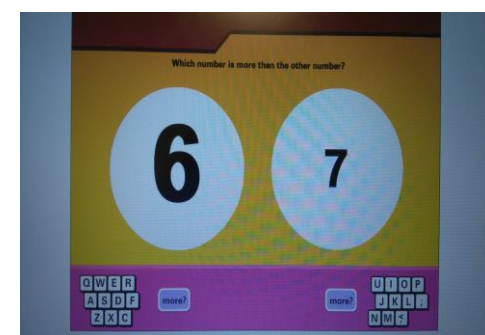 Which number is more than the other number?
6 7
Q W E R U I O P
A S D F more? more? J K L ;
Z X C N M <